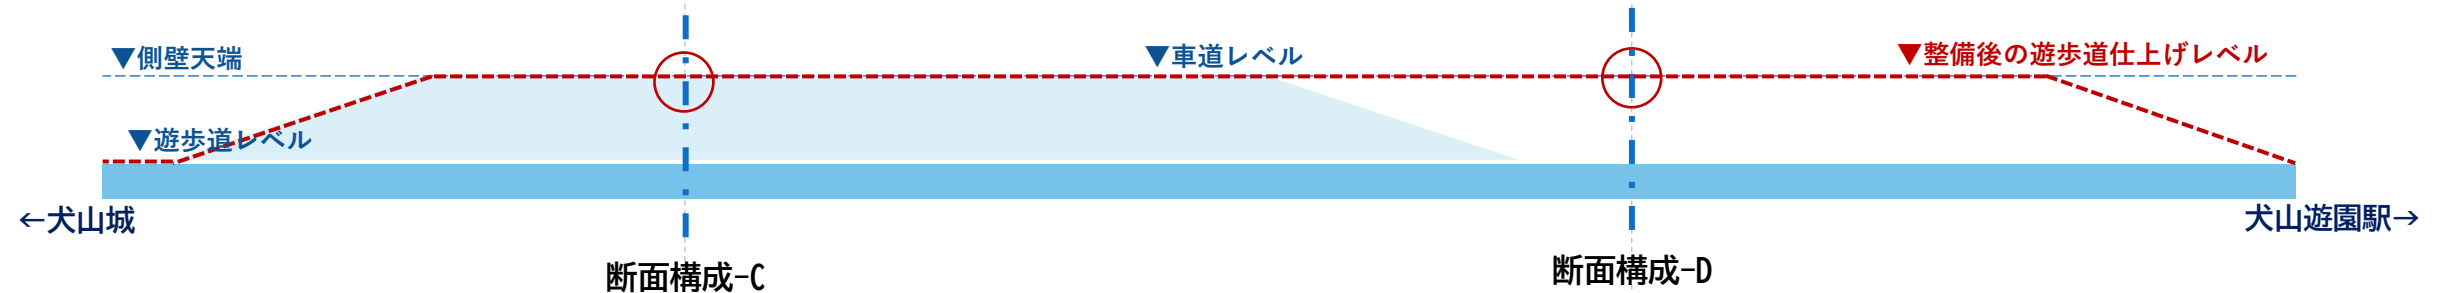 ▼側壁天端
▼車道レベル
▼整備後の遊歩道仕上げレベル
▼遊歩道レベル
←犬山城
犬山遊園駅→
断面構成-C
断面構成-D